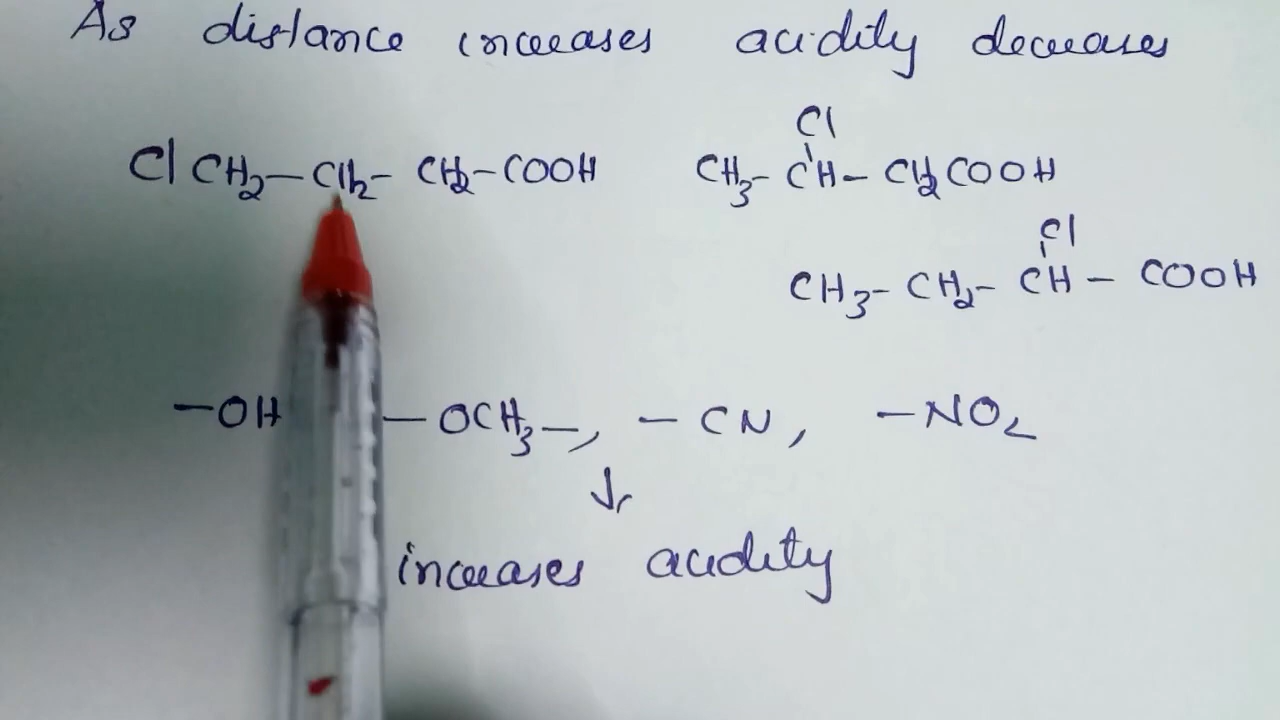 As distance increases acidity decreases
Cl
ClCH2—CH2- CH2-COOH CH3- CH- CH2COOH
Cl
CH3- CH2- CH - COOH
-OH -OCH3-, -CN, -NO2
↓
increases acidity